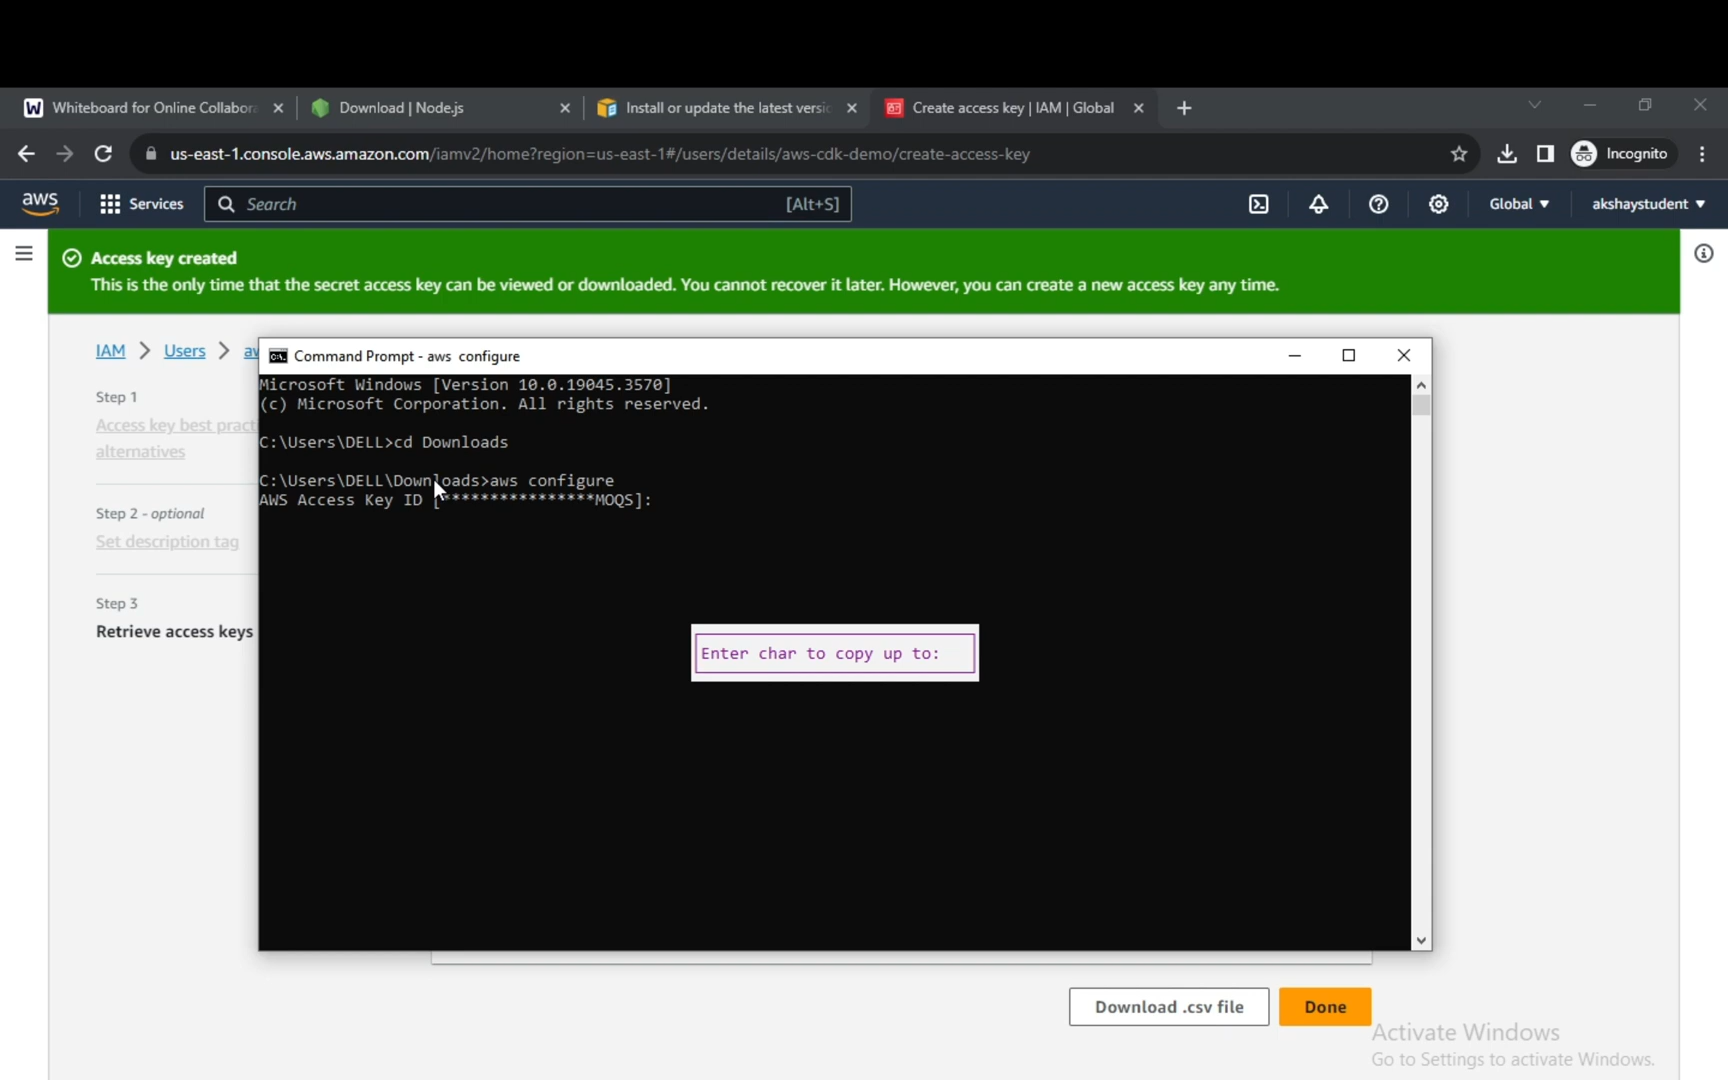 Whiteboard for Online Collabor
Download | Node.js
Install or update the latest versi
Create access key | IAM | Global
us-east-1.console.aws.amazon.com/iamv2/home?region=us-east-1#/users/details/aws-cdk-demo/create-access-key
Incognito
aws
Services
Search
[Alt+S]
Global
akshaystudent
Access key created
This is the only time that the secret access key can be viewed or downloaded. You cannot recover it later. However, you can create a new access key any time.
IAM
Users
aw
Step 1
Access key best practi
alternatives
Step 2 - optional
Set description tag
Step 3
Retrieve access keys
Command Prompt - aws  configure
Microsoft Windows [Version 10.0.19045.3570]
(c) Microsoft Corporation. All rights reserved.
C:\Users\DELL>cd Downloads
C:\Users\DELL\Downloads>aws configure
AWS Access Key ID [****************MOQS]:
Enter char to copy up to:
Download .csv file
Done
Activate Windows
Go to Settings to activate Windows.